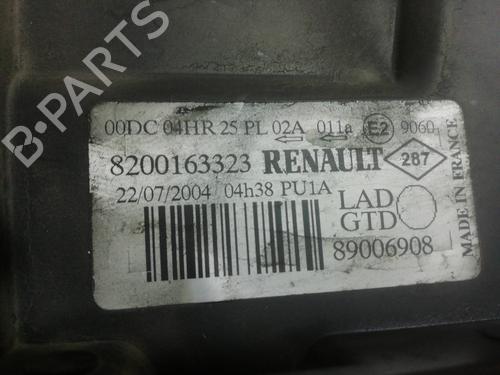 00DC 04HR 25 PL 02A 011a E2 9060
8200163323 RENAULT 287
22/07/2004 04h38 PU1A LAD
GTD
89006908
MADE IN FRANCE
B-PARTS